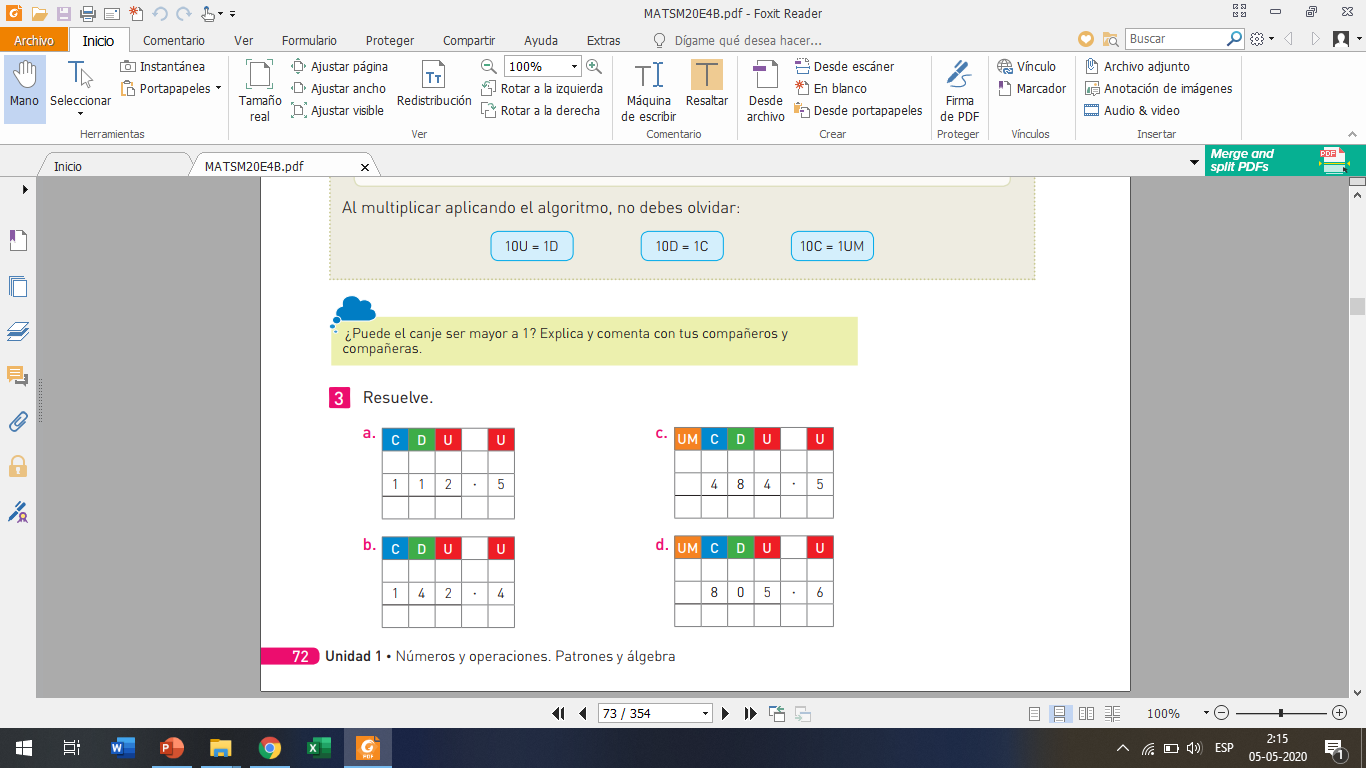 MATSM20E4B.pdf - Foxit Reader
Archivo Inicio Comentario Ver Formulario Proteger Compartir Ayuda Extras Dígame qué desea hacer... Buscar
Mano
Seleccionar
Instantánea
Portapapeles
Herramientas
Tamaño real
Ajustar página
Ajustar ancho
Ajustar visible
Redistribución
100%
Rotar a la izquierda
Rotar a la derecha
Ver
Máquina de escribir
Resaltar
Comentario
Desde archivo
Desde escáner
En blanco
Desde portapapeles
Crear
Firma de PDF
Proteger
Vínculo
Marcador
Vínculos
Archivo adjunto
Anotación de imágenes
Audio & video
Insertar
Inicio MATSM20E4B.pdf
Merge and
split PDFs
PDF
Al multiplicar aplicando el algoritmo, no debes olvidar:
10U = 1D 10D = 1C 10C = 1UM
¿Puede el canje ser mayor a 1? Explica y comenta con tus compañeros y
compañeras.
3 Resuelve.
a. C D U U
1 1 2 · 5
b. C D U U
1 4 2 · 4
c. UM C D U U
4 8 4 · 5
d. UM C D U U
8 0 5 · 6
72 Unidad 1 • Números y operaciones. Patrones y álgebra
73 / 354 100%
ESP 2:15
05-05-2020
1